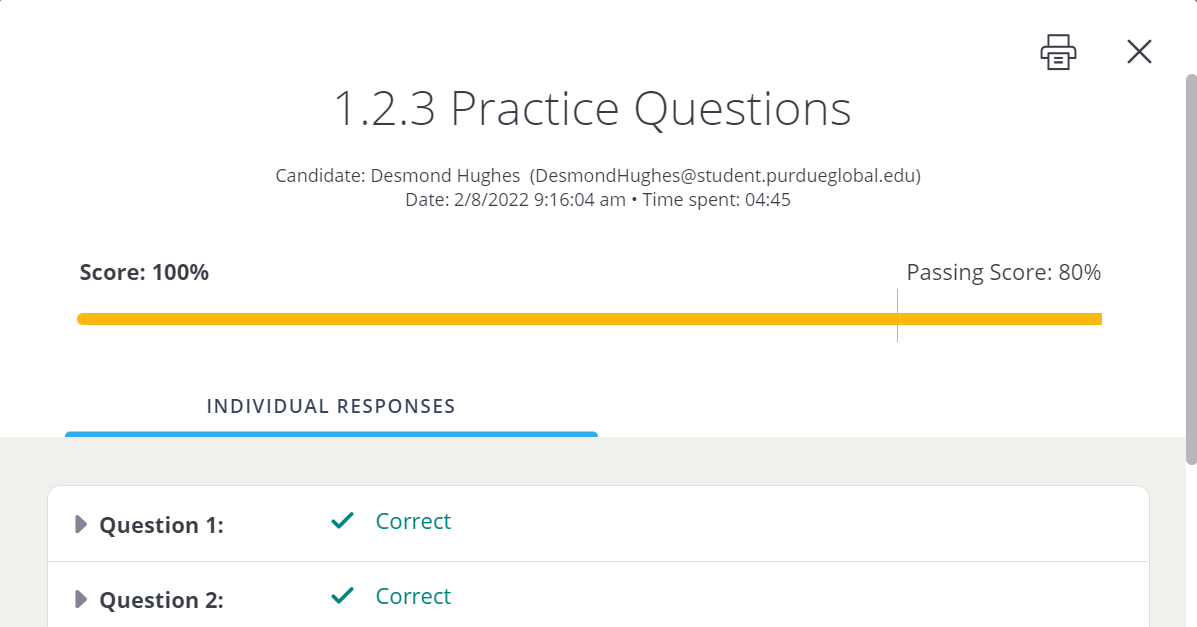 1.2.3 Practice Questions
Candidate: Desmond Hughes  (DesmondHughes@student.purdueglobal.edu)
Date: 2/8/2022 9:16:04 am • Time spent: 04:45
Score: 100%
Passing Score: 80%
INDIVIDUAL RESPONSES
Question 1:
Correct
Question 2:
Correct